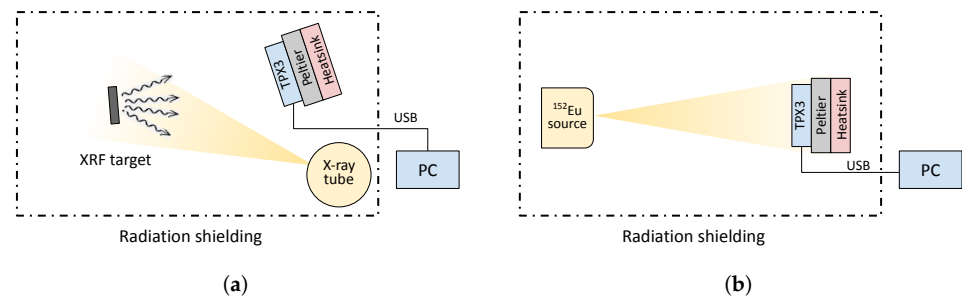 TPX3
Peltier
Heatsink
USB
XRF target
X-ray
tube
PC
Radiation shielding
(a)
¹⁵²Eu
source
TPX3
Peltier
Heatsink
USB
PC
Radiation shielding
(b)